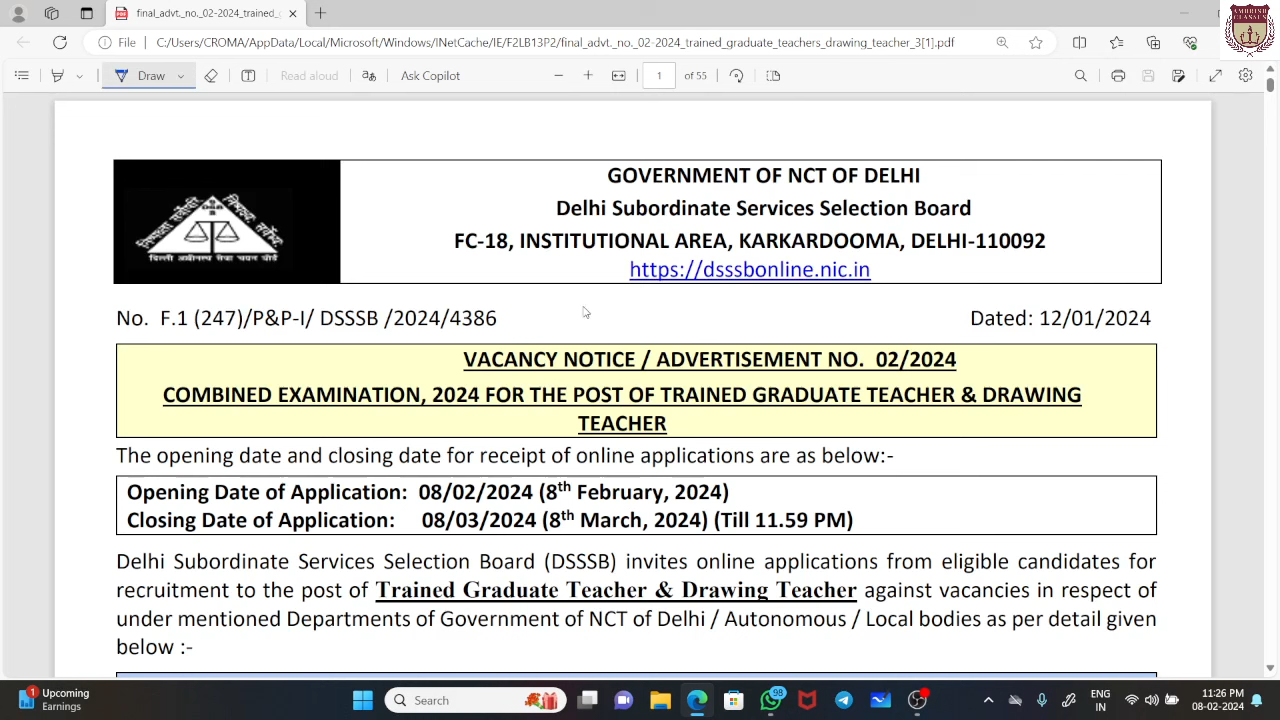 final_advt._no._02-2024_trained_
AMBRISH
CLASSES
File
C:/Users/CROMA/AppData/Local/Microsoft/Windows/INetCache/IE/F2LB13P2/final_advt._no_02-2024_trained_graduate_teachers_drawing_teacher_3[1].pdf
Draw
Read aloud
Ask Copilot
1 of 55
GOVERNMENT OF NCT OF DELHI
Delhi Subordinate Services Selection Board
FC-18, INSTITUTIONAL AREA, KARKARDOOMA, DELHI-110092
https://dsssbonline.nic.in
दिल्ली अधीनस्थ सेवा चयन बोर्ड
No. F.1 (247)/P&P-I/ DSSSB /2024/4386
Dated: 12/01/2024
VACANCY NOTICE / ADVERTISEMENT NO. 02/2024
COMBINED EXAMINATION, 2024 FOR THE POST OF TRAINED GRADUATE TEACHER & DRAWING
TEACHER
The opening date and closing date for receipt of online applications are as below:-
Opening Date of Application: 08/02/2024 (8th February, 2024)
Closing Date of Application: 08/03/2024 (8th March, 2024) (Till 11.59 PM)
Delhi Subordinate Services Selection Board (DSSSB) invites online applications from eligible candidates for
recruitment to the post of Trained Graduate Teacher & Drawing Teacher against vacancies in respect of
under mentioned Departments of Government of NCT of Delhi / Autonomous / Local bodies as per detail given
below :-
1
Upcoming
Earnings
Search
98
ENG
IN
11:26 PM
08-02-2024